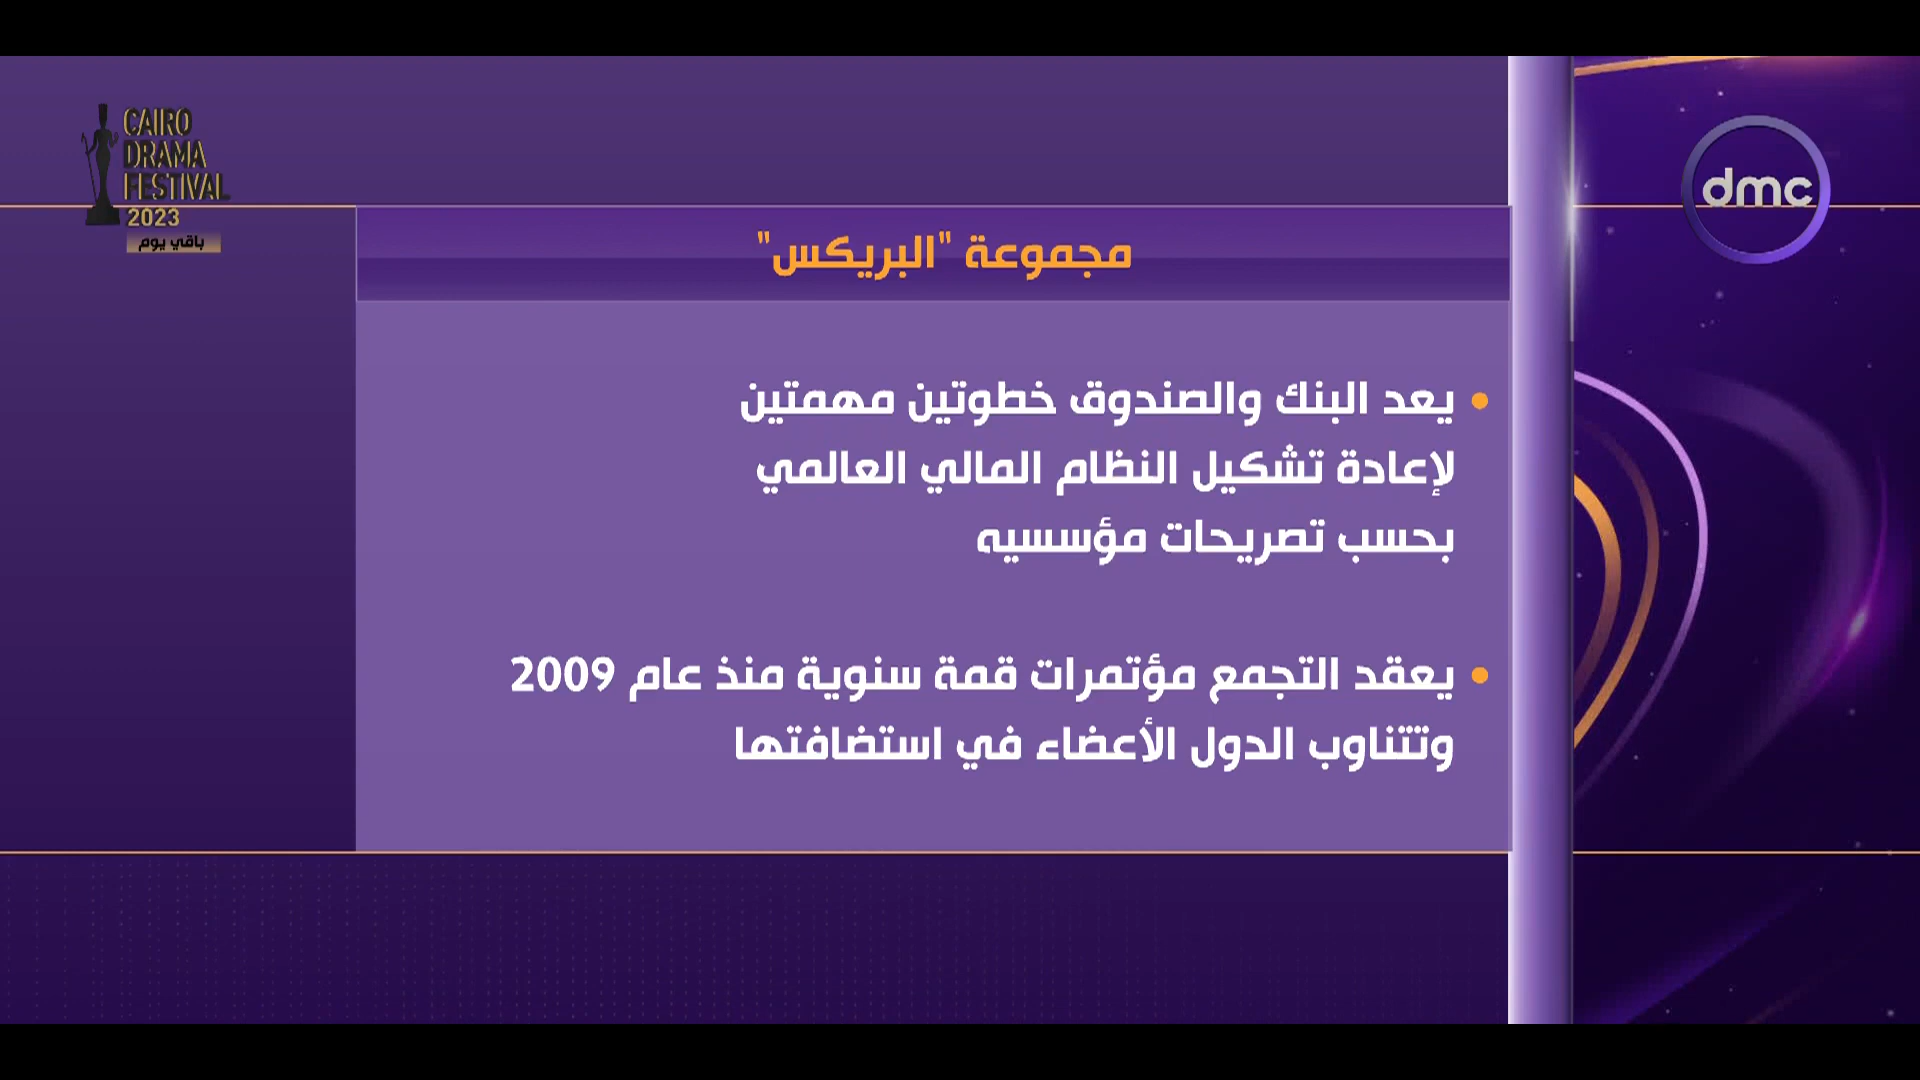 CAIRO
DRAMA
FESTIVAL
2023
باقي يوم
dmc
مجموعة "البريكس"
• يعد البنك والصندوق خطوتين مهمتين
لإعادة تشكيل النظام المالي العالمي
بحسب تصريحات مؤسسيه
• يعقد التجمع مؤتمرات قمة سنوية منذ عام 2009
وتتناوب الدول الأعضاء في استضافتها